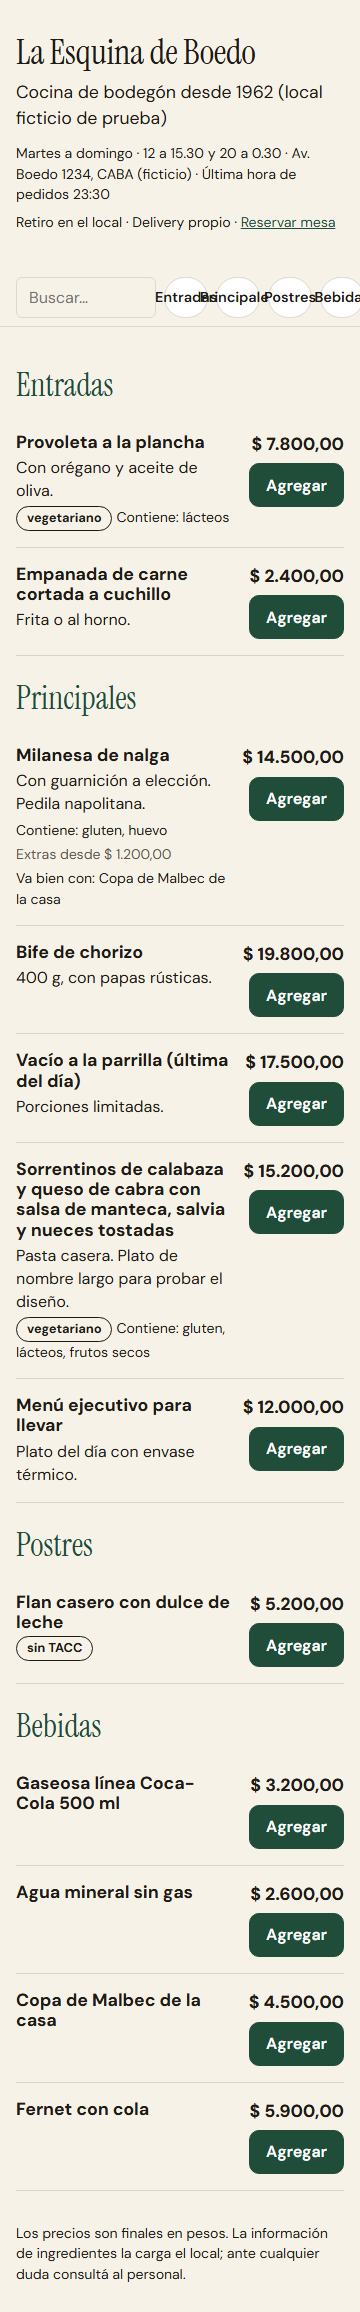 La Esquina de Boedo
Cocina de bodegón desde 1962 (local
ficticio de prueba)
Martes a domingo · 12 a 15.30 y 20 a 0.30 · Av.
Boedo 1234, CABA (ficticio) · Última hora de
pedidos 23:30
Retiro en el local · Delivery propio · Reservar mesa
Buscar... Entradas Principale Postres Bebida
Entradas
Provoleta a la plancha $ 7.800,00
Con orégano y aceite de
oliva.
Agregar
vegetariano Contiene: lácteos
Empanada de carne
cortada a cuchillo
$ 2.400,00
Frita o al horno.
Agregar
Principales
Milanesa de nalga $ 14.500,00
Con guarnición a elección.
Pedila napolitana.
Agregar
Contiene: gluten, huevo
Extras desde $ 1.200,00
Va bien con: Copa de Malbec de
la casa
Bife de chorizo $ 19.800,00
400 g, con papas rústicas.
Agregar
Vacío a la parrilla (última
del día)
$ 17.500,00
Porciones limitadas.
Agregar
Sorrentinos de calabaza
y queso de cabra con
salsa de manteca, salvia
y nueces tostadas
$ 15.200,00
Agregar
Pasta casera. Plato de
nombre largo para probar el
diseño.
vegetariano Contiene: gluten,
lácteos, frutos secos
Menú ejecutivo para
llevar
$ 12.000,00
Plato del día con envase
térmico.
Agregar
Postres
Flan casero con dulce de
leche
$ 5.200,00
sin TACC
Agregar
Bebidas
Gaseosa línea Coca-
Cola 500 ml
$ 3.200,00
Agregar
Agua mineral sin gas $ 2.600,00
Agregar
Copa de Malbec de la
casa
$ 4.500,00
Agregar
Fernet con cola $ 5.900,00
Agregar
Los precios son finales en pesos. La información
de ingredientes la carga el local; ante cualquier
duda consultá al personal.